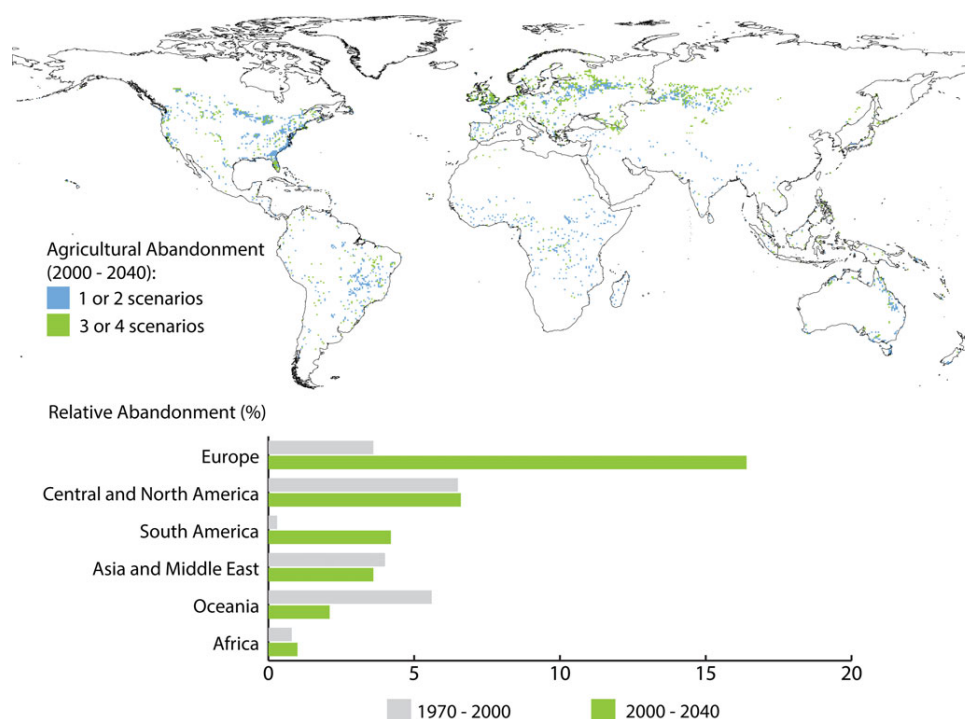 Agricultural Abandonment
(2000 - 2040):
1 or 2 scenarios
3 or 4 scenarios
Relative Abandonment (%)
Europe
Central and North America
South America
Asia and Middle East
Oceania
Africa
0 5 10 15 20
1970 - 2000 2000 - 2040